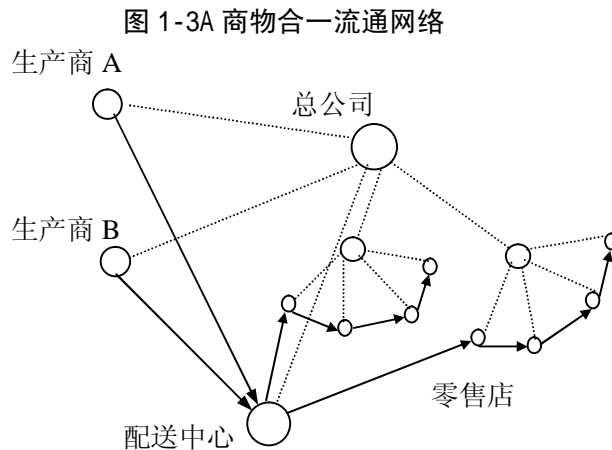 图 1-3A 商物合一流通网络
生产商 A
总公司
生产商 B
零售店
配送中心